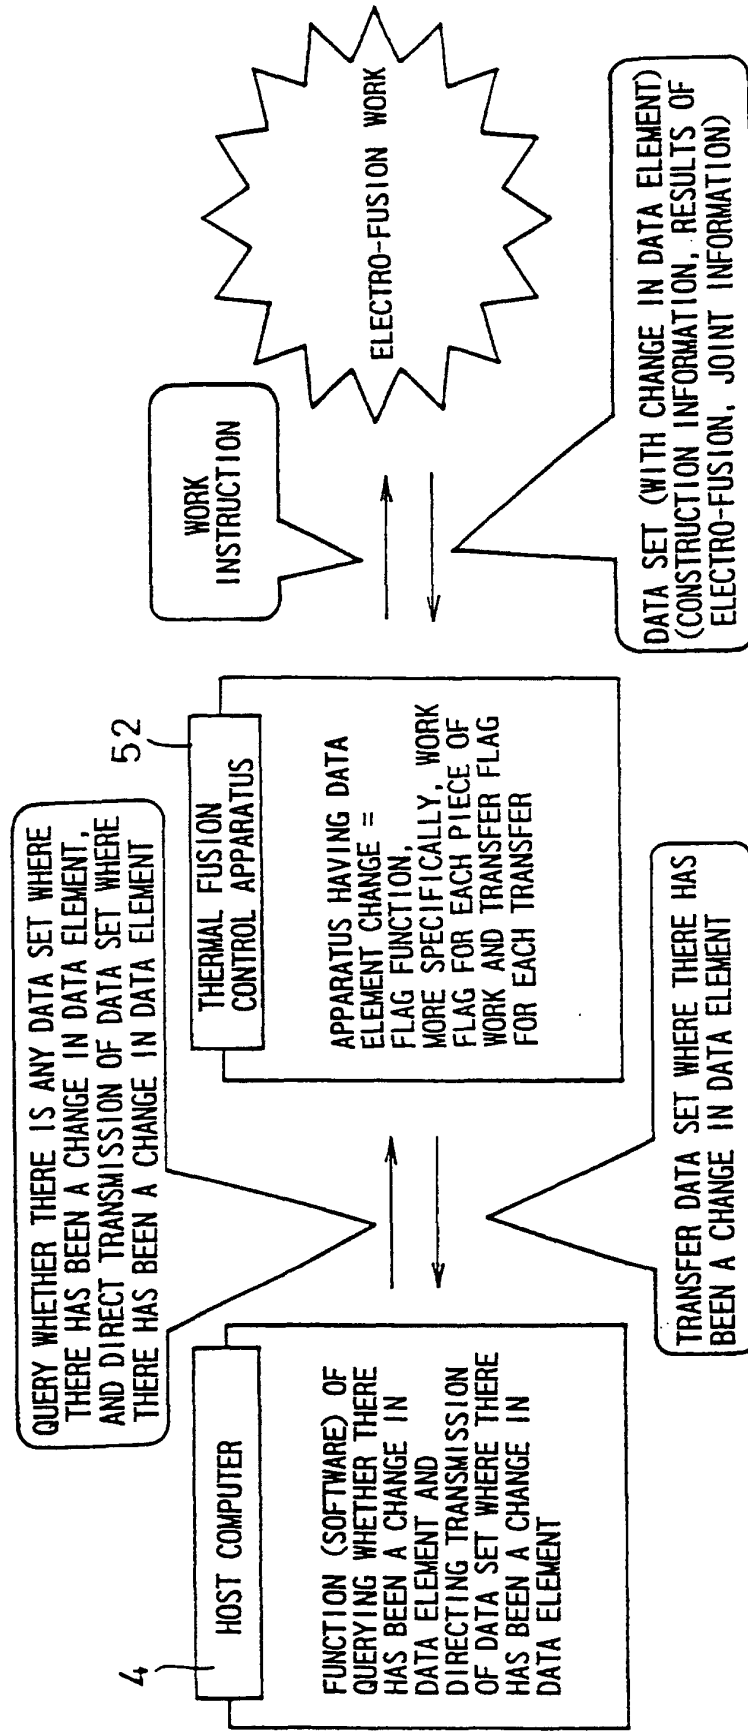 QUERY WHETHER THERE IS ANY DATA SET WHERE
THERE HAS BEEN A CHANGE IN DATA ELEMENT,
AND DIRECT TRANSMISSION OF DATA SET WHERE
THERE HAS BEEN A CHANGE IN DATA ELEMENT
4
HOST COMPUTER
FUNCTION (SOFTWARE) OF
QUERYING WHETHER THERE
HAS BEEN A CHANGE IN
DATA ELEMENT AND
DIRECTING TRANSMISSION
OF DATA SET WHERE THERE
HAS BEEN A CHANGE IN
DATA ELEMENT
TRANSFER DATA SET WHERE THERE HAS
BEEN A CHANGE IN DATA ELEMENT
52
THERMAL FUSION
CONTROL APPARATUS
APPARATUS HAVING DATA
ELEMENT CHANGE =
FLAG FUNCTION,
MORE SPECIFICALLY, WORK
FLAG FOR EACH PIECE OF
WORK AND TRANSFER FLAG
FOR EACH TRANSFER
WORK
INSTRUCTION
ELECTRO-FUSION WORK
DATA SET (WITH CHANGE IN DATA ELEMENT)
(CONSTRUCTION INFORMATION, RESULTS OF
ELECTRO-FUSION, JOINT INFORMATION)